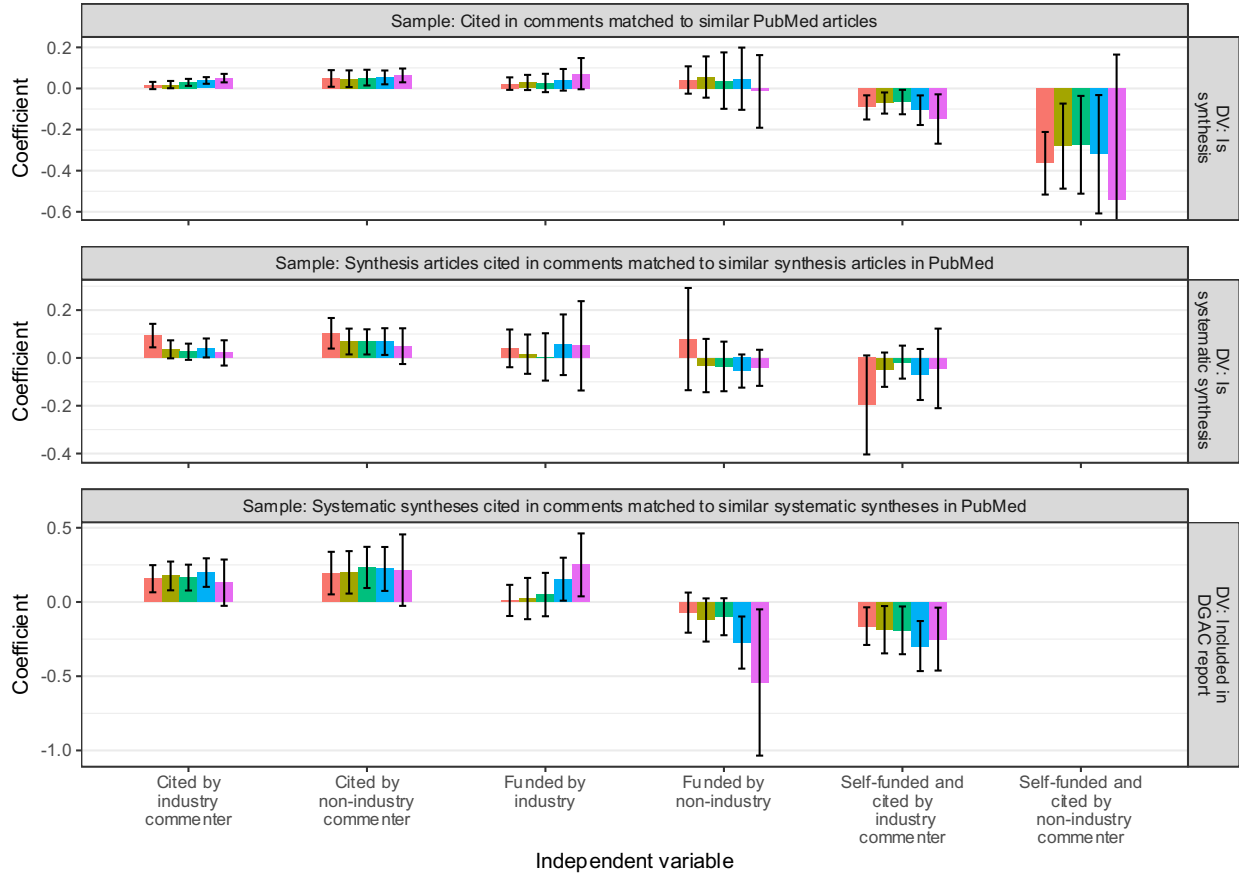 Sample: Cited in comments matched to similar PubMed articles
0.2
0.0
-0.2
-0.4
-0.6
Coefficient
DV: Is
synthesis
Sample: Synthesis articles cited in comments matched to similar synthesis articles in PubMed
0.2
0.0
-0.2
-0.4
Coefficient
DV: Is
systematic synthesis
Sample: Systematic syntheses cited in comments matched to similar systematic syntheses in PubMed
0.5
0.0
-0.5
-1.0
Coefficient
DV: Included in
DGAC report
Cited by
industry
commenter
Cited by
non-industry
commenter
Funded by
industry
Funded by
non-industry
Self-funded and
cited by
industry
commenter
Self-funded and
cited by
non-industry
commenter
Independent variable